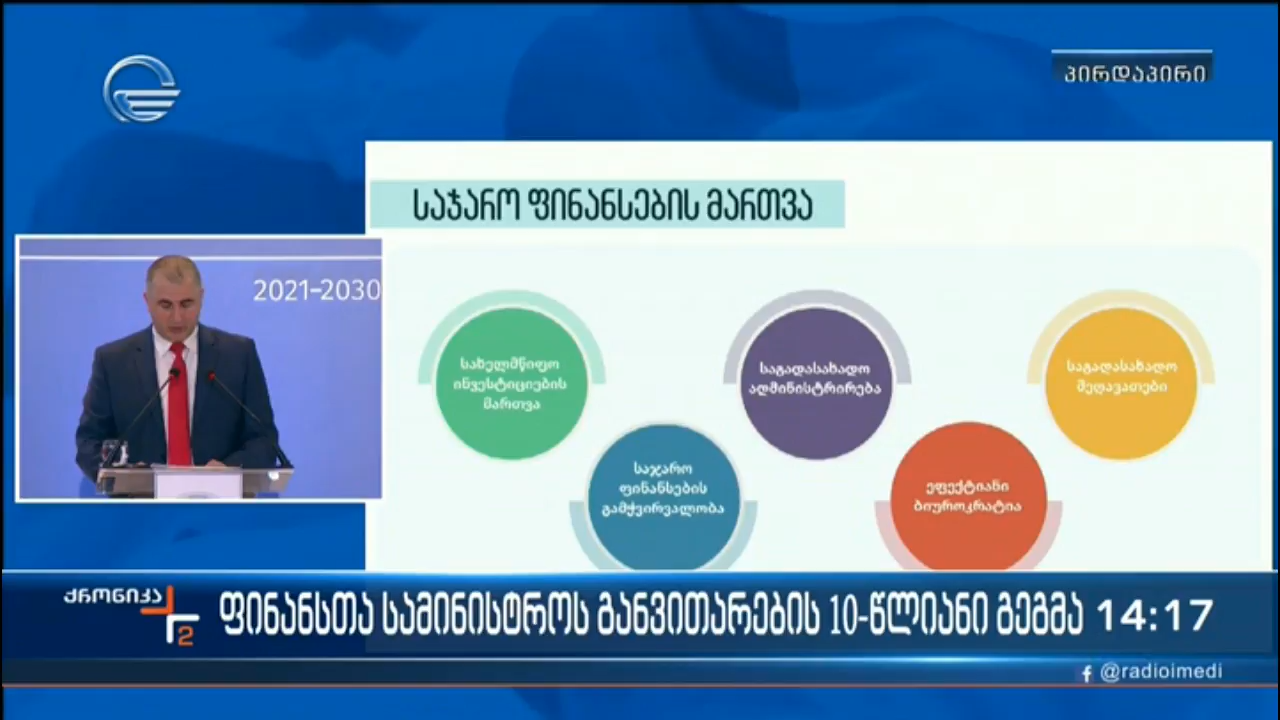 პირდაპირი
საჯარო ფინანსების მართვა
2021-2030
სახელმწიფო
ინვესტიციების
მართვა
საგადასახადო
ადმინისტრირება
საგადასახადო
შეღავათები
საჯარო
ფინანსების
გამჭვირვალობა
ეფექტიანი
ბიუროკრატია
ქრონიკა
2
ფინანსთა სამინისტროს განვითარების 10-წლიანი გეგმა 14:17
f @radioimedi